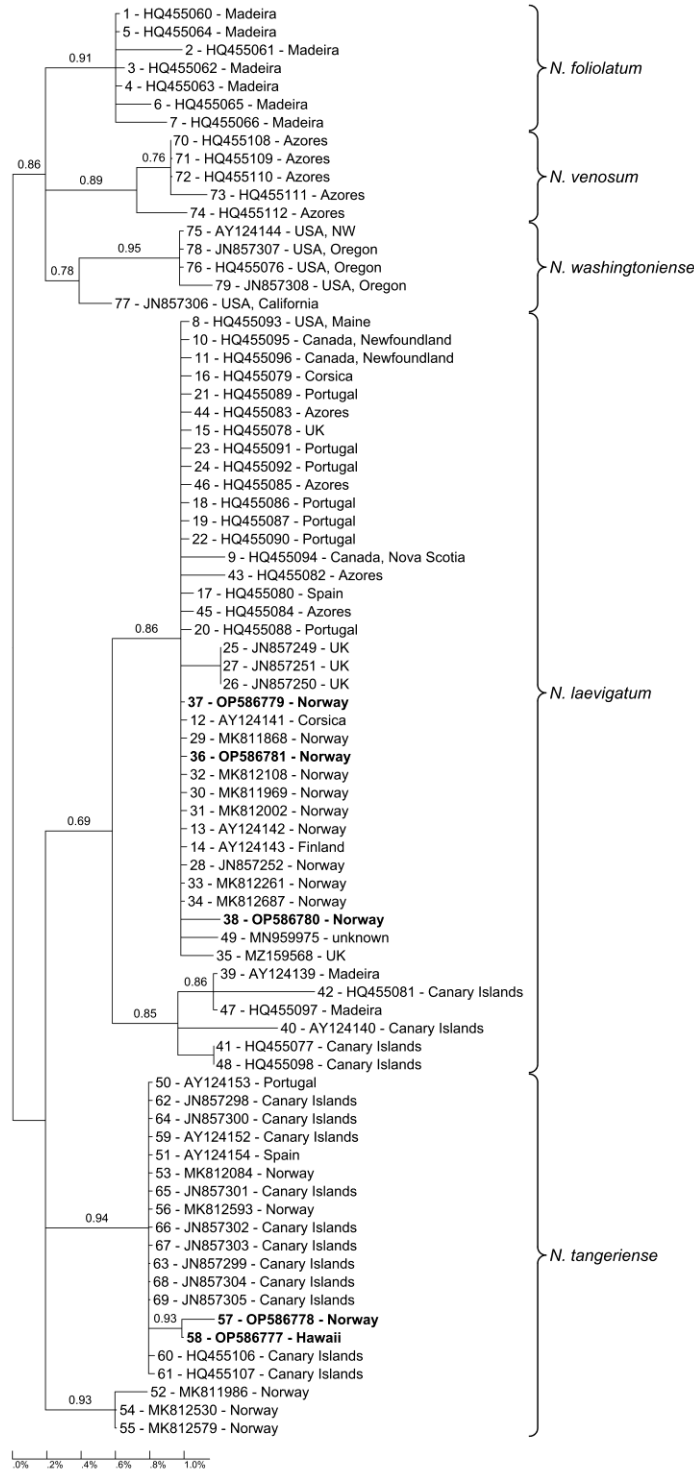 1 - HQ455060 - Madeira
5 - HQ455064 - Madeira
2 - HQ455061 - Madeira
0.91
3 - HQ455062 - Madeira
N. foliolatum
4 - HQ455063 - Madeira
6 - HQ455065 - Madeira
7 - HQ455066 - Madeira
70 - HQ455108 - Azores
0.76
71 - HQ455109 - Azores
0.86
72 - HQ455110 - Azores
N. venosum
0.89
73 - HQ455111 - Azores
74 - HQ455112 - Azores
75 - AY124144 - USA, NW
0.95
78 - JN857307 - USA, Oregon
76 - HQ455076 - USA, Oregon
N. washingtoniense
0.78
79 - JN857308 - USA, Oregon
77 - JN857306 - USA, California
8 - HQ455093 - USA, Maine
10 - HQ455095 - Canada, Newfoundland
11 - HQ455096 - Canada, Newfoundland
16 - HQ455079 - Corsica
21 - HQ455089 - Portugal
44 - HQ455083 - Azores
15 - HQ455078 - UK
23 - HQ455091 - Portugal
24 - HQ455092 - Portugal
46 - HQ455085 - Azores
18 - HQ455086 - Portugal
19 - HQ455087 - Portugal
22 - HQ455090 - Portugal
9 - HQ455094 - Canada, Nova Scotia
43 - HQ455082 - Azores
17 - HQ455080 - Spain
45 - HQ455084 - Azores
0.86
20 - HQ455088 - Portugal
25 - JN857249 - UK
27 - JN857251 - UK
26 - JN857250 - UK
N. laevigatum
37 - OP586779 - Norway
12 - AY124141 - Corsica
29 - MK811868 - Norway
36 - OP586781 - Norway
32 - MK812108 - Norway
30 - MK811969 - Norway
31 - MK812002 - Norway
0.69
13 - AY124142 - Norway
14 - AY124143 - Finland
28 - JN857252 - Norway
33 - MK812261 - Norway
34 - MK812687 - Norway
38 - OP586780 - Norway
49 - MN959975 - unknown
35 - MZ159568 - UK
39 - AY124139 - Madeira
0.86
42 - HQ455081 - Canary Islands
47 - HQ455097 - Madeira
0.85
40 - AY124140 - Canary Islands
41 - HQ455077 - Canary Islands
48 - HQ455098 - Canary Islands
50 - AY124153 - Portugal
62 - JN857298 - Canary Islands
64 - JN857300 - Canary Islands
59 - AY124152 - Canary Islands
51 - AY124154 - Spain
53 - MK812084 - Norway
65 - JN857301 - Canary Islands
56 - MK812593 - Norway
0.94
66 - JN857302 - Canary Islands
67 - JN857303 - Canary Islands
N. tangeriense
63 - JN857299 - Canary Islands
68 - JN857304 - Canary Islands
69 - JN857305 - Canary Islands
0.93
57 - OP586778 - Norway
58 - OP586777 - Hawaii
60 - HQ455106 - Canary Islands
61 - HQ455107 - Canary Islands
0.93
52 - MK811986 - Norway
54 - MK812530 - Norway
55 - MK812579 - Norway
.0% .2% .4% .6% .8% 1.0%